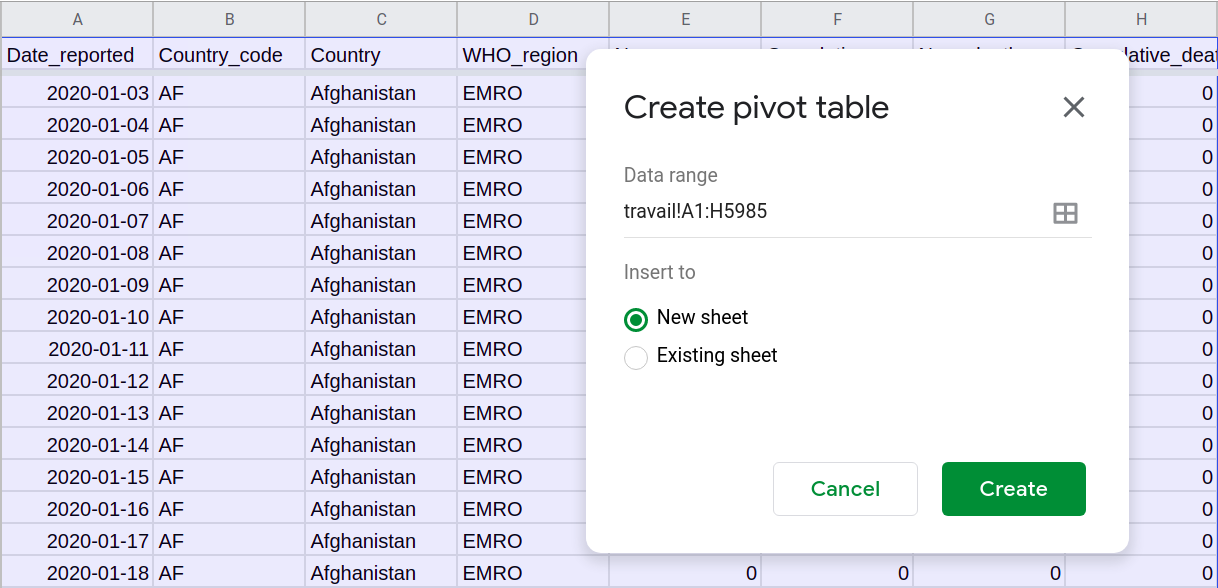 A B C D E F G H
Date_reported Country_code Country WHO_region
2020-01-03 AF Afghanistan EMRO 0
2020-01-04 AF Afghanistan EMRO 0
2020-01-05 AF Afghanistan EMRO 0
2020-01-06 AF Afghanistan EMRO 0
2020-01-07 AF Afghanistan EMRO 0
2020-01-08 AF Afghanistan EMRO 0
2020-01-09 AF Afghanistan EMRO 0
2020-01-10 AF Afghanistan EMRO 0
2020-01-11 AF Afghanistan EMRO 0
2020-01-12 AF Afghanistan EMRO 0
2020-01-13 AF Afghanistan EMRO 0
2020-01-14 AF Afghanistan EMRO 0
2020-01-15 AF Afghanistan EMRO 0
2020-01-16 AF Afghanistan EMRO 0
2020-01-17 AF Afghanistan EMRO 0
2020-01-18 AF Afghanistan EMRO 0 0 0 0
Create pivot table
Data range
travail!A1:H5985
Insert to
New sheet
Existing sheet
Cancel Create